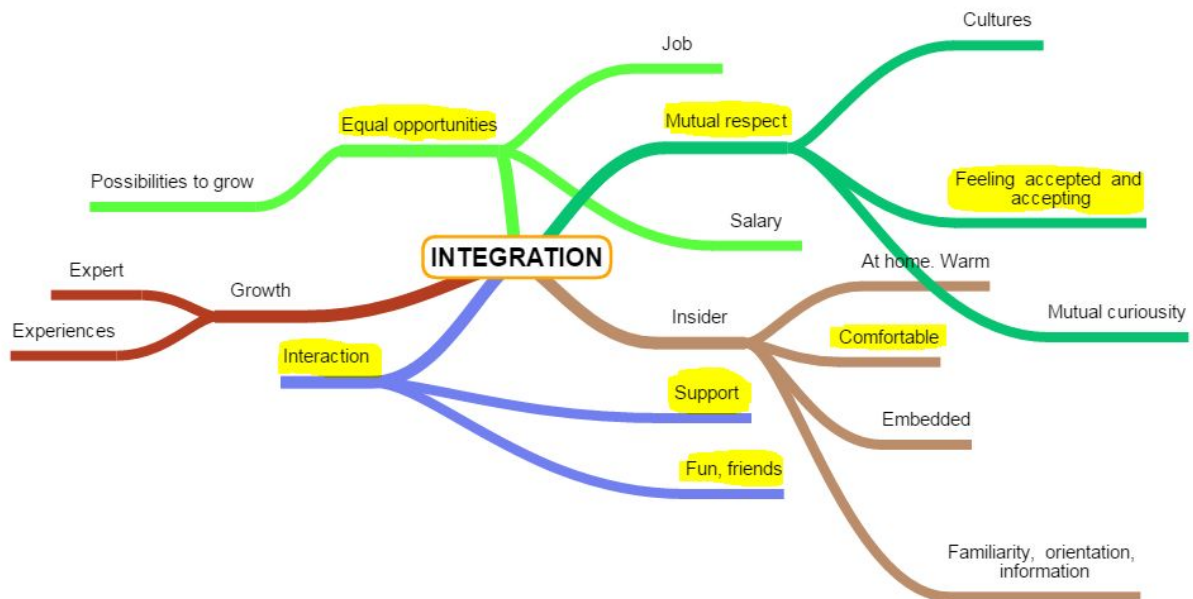 Cultures
Job
Equal opportunities
Mutual respect
Possibilities to grow
Feeling accepted and
accepting
Salary
INTEGRATION
At home. Warm
Expert
Growth
Experiences
Insider
Mutual curiousity
Interaction
Comfortable
Support
Embedded
Fun, friends
Familiarity, orientation,
information